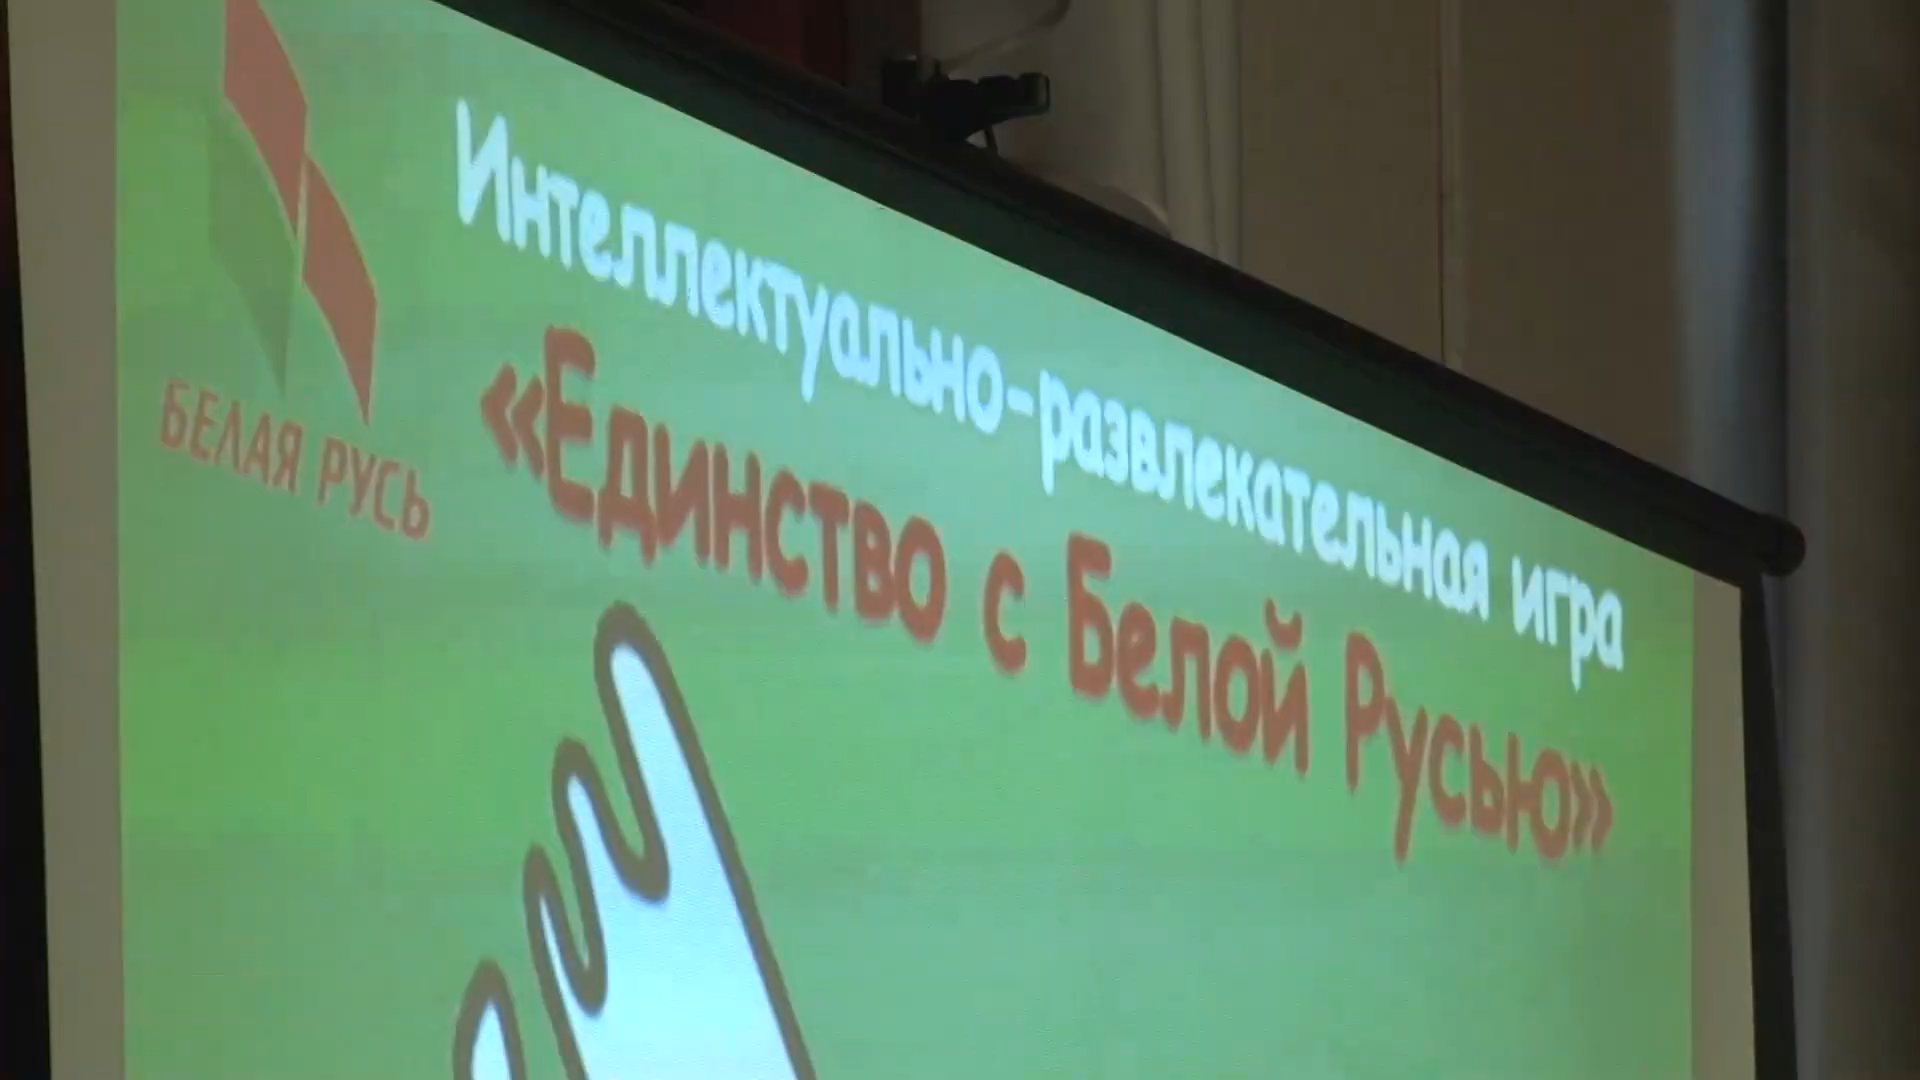 Интеллектуально-развлекательная игра
«Единство с Белой Русью»
БЕЛАЯ РУСЬ